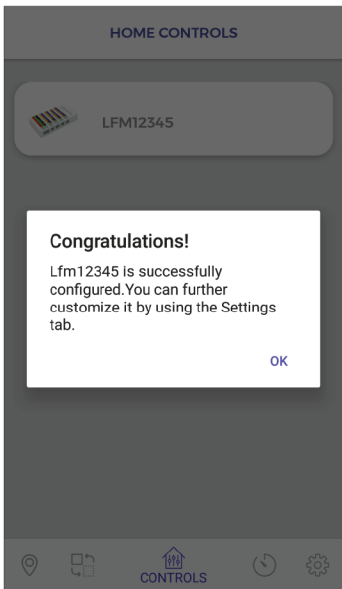 HOME CONTROLS
LFM12345
Congratulations!
Lfm12345 is successfully
configured.You can further
customize it by using the Settings
tab.
OK
CONTROLS